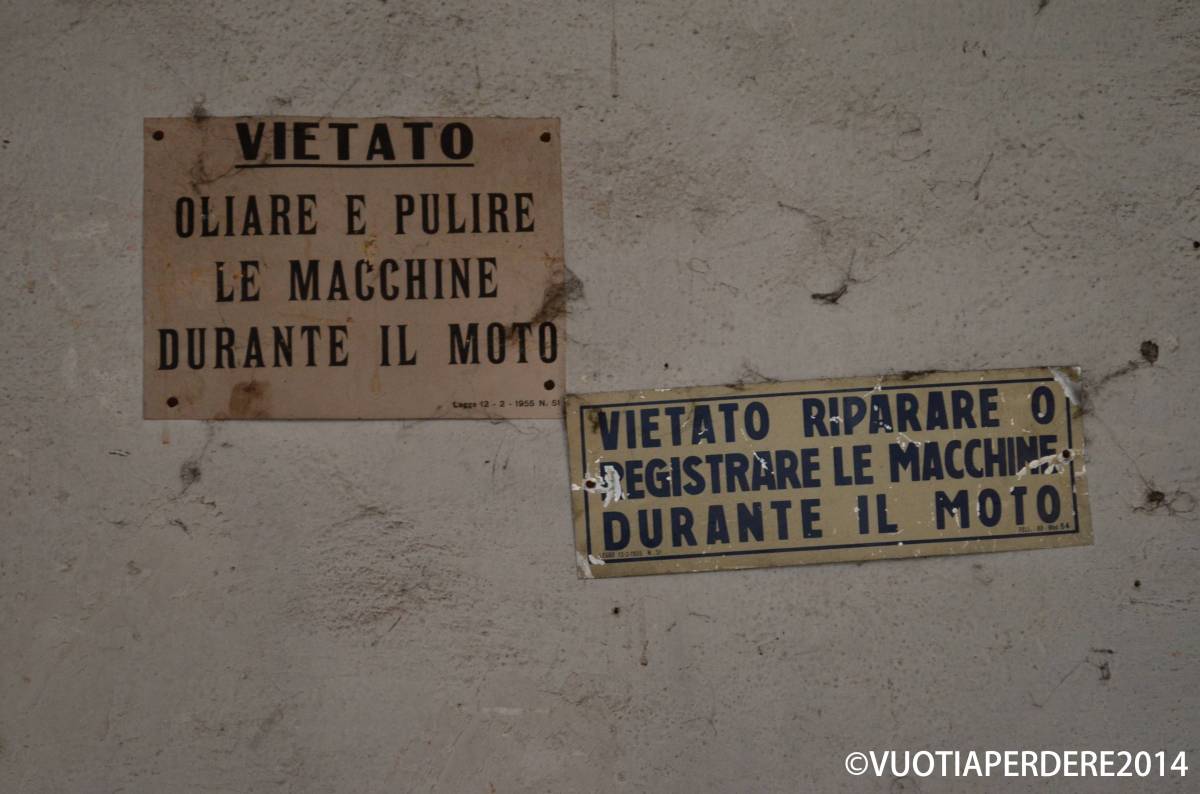 VIETATO
OLIARE E PULIRE
LE MACCHINE
DURANTE IL MOTO
Legge 12 - 2 - 1955 N. 51
VIETATO RIPARARE O
REGISTRARE LE MACCHINE
DURANTE IL MOTO
©VUOTIAPERDERE2014